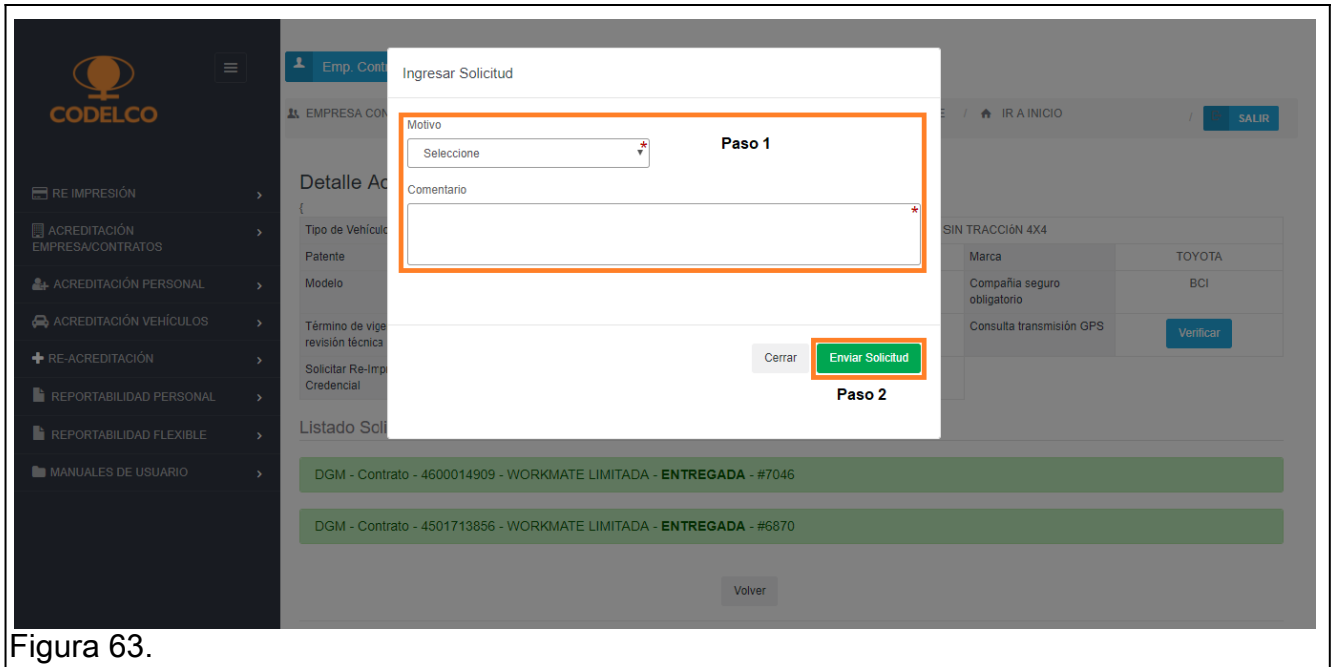 CODELCO
Emp. Cont
Ingresar Solicitud
EMPRESA CON
IR A INICIO
SALIR
Motivo
Seleccione
*
Paso 1
Comentario
*
RE IMPRESIÓN
ACREDITACIÓN
EMPRESA/CONTRATOS
ACREDITACIÓN PERSONAL
ACREDITACIÓN VEHÍCULOS
RE-ACREDITACIÓN
REPORTABILIDAD PERSONAL
REPORTABILIDAD FLEXIBLE
MANUALES DE USUARIO
Detalle Ac
{
Tipo de Vehícul
SIN TRACCIóN 4X4
Patente
Marca
TOYOTA
Modelo
Compañia seguro
obligatorio
BCI
Término de vige
revisión técnica
Consulta transmisión GPS
Verificar
Solicitar Re-Impr
Credencial
Cerrar
Enviar Solicitud
Paso 2
Listado Soli
DGM - Contrato - 4600014909 - WORKMATE LIMITADA - ENTREGADA - #7046
DGM - Contrato - 4501713856 - WORKMATE LIMITADA - ENTREGADA - #6870
Volver
Figura 63.